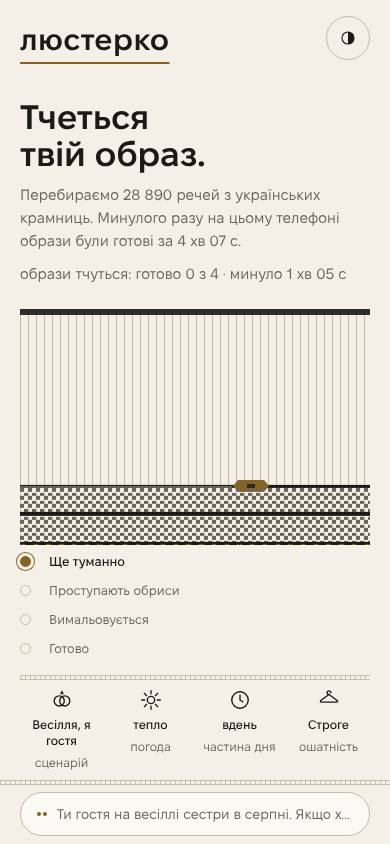 люстерко
Тчеться
твій образ.
Перебираємо 28 890 речей з українських
крамниць. Минулого разу на цьому телефоні
образи були готові за 4 хв 07 с.
образи тчуться: готово 0 з 4 · минуло 1 хв 05 с
Ще туманно
Проступають обриси
Вимальовується
Готово
Весілля, я
гостя
сценарій
тепло
погода
вдень
частина дня
Строге
ошатність
Ти гостя на весіллі сестри в серпні. Якщо х...